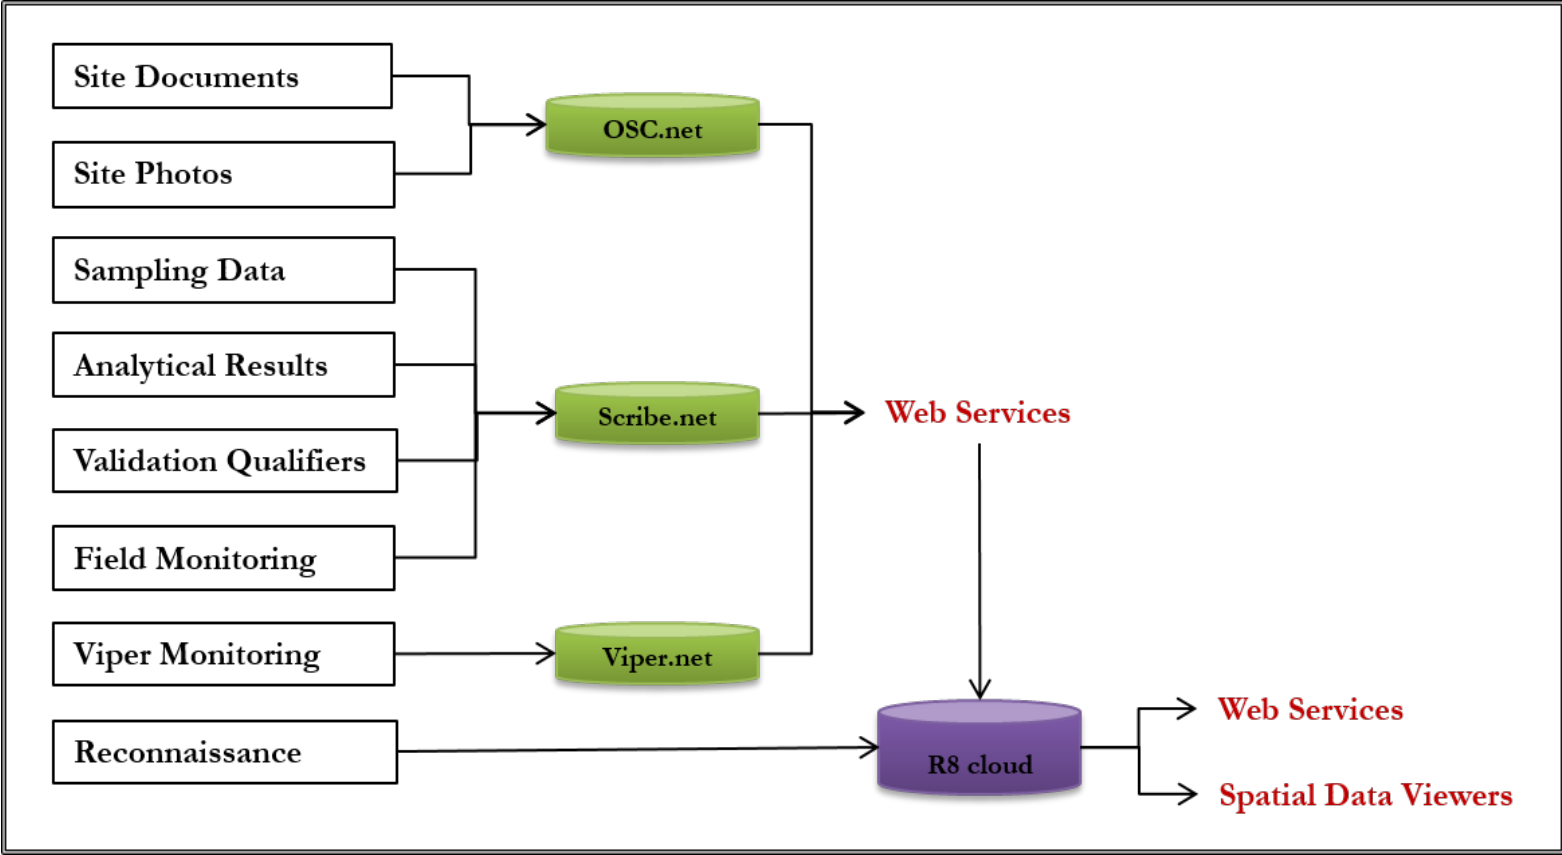 Site Documents
Site Photos
Sampling Data
Analytical Results
Validation Qualifiers
Field Monitoring
Viper Monitoring
Reconnaissance
OSC.net
Scribe.net
Viper.net
Web Services
R8 cloud
Web Services
Spatial Data Viewers